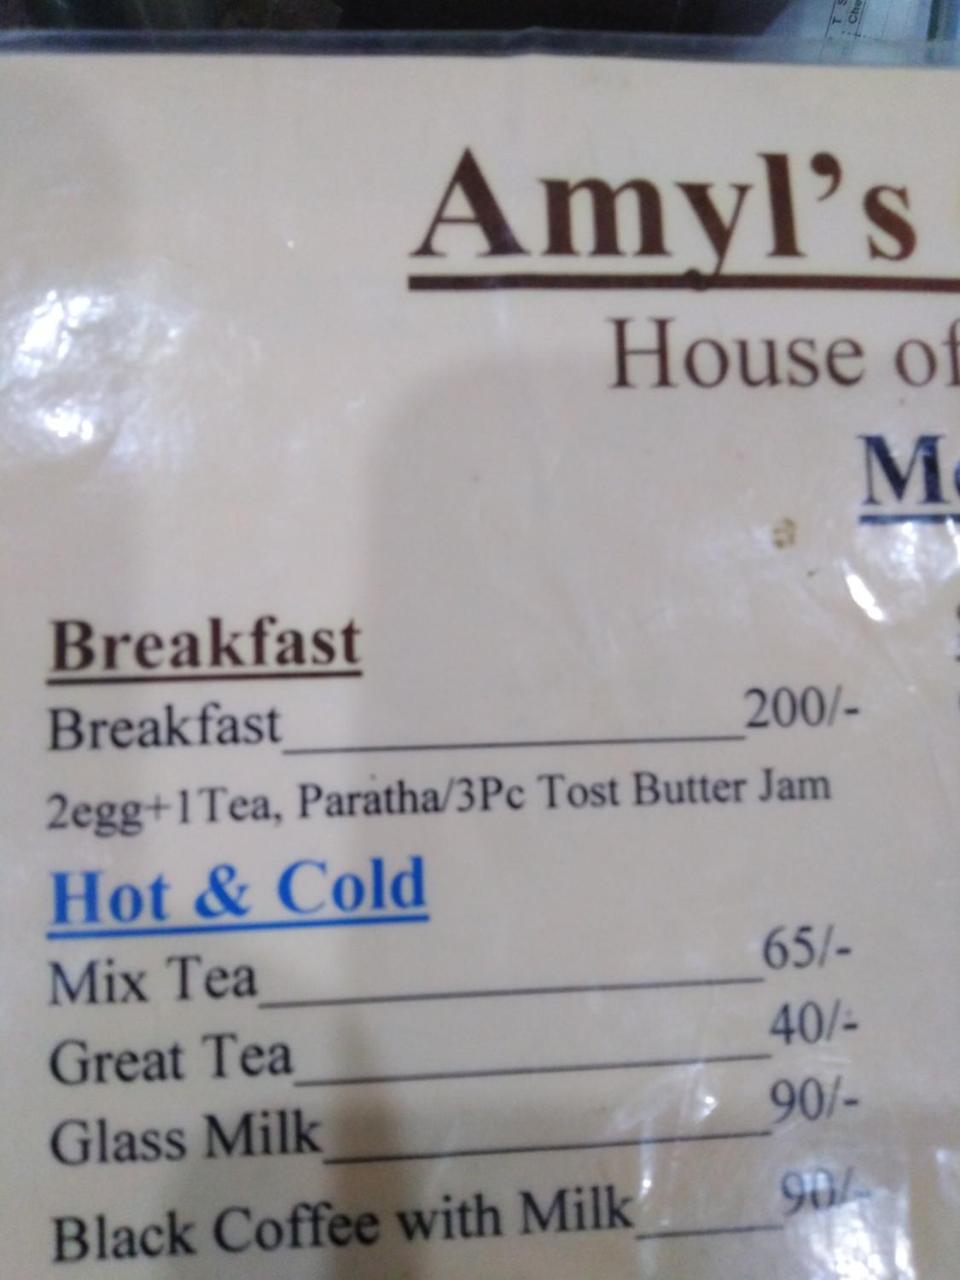 Amyl's
House of
Breakfast
Breakfast 200/-
2egg+1Tea, Paratha/3Pc Tost Butter Jam
Hot & Cold
Mix Tea 65/-
Great Tea 40/-
Glass Milk 90/-
Black Coffee with Milk 90/-